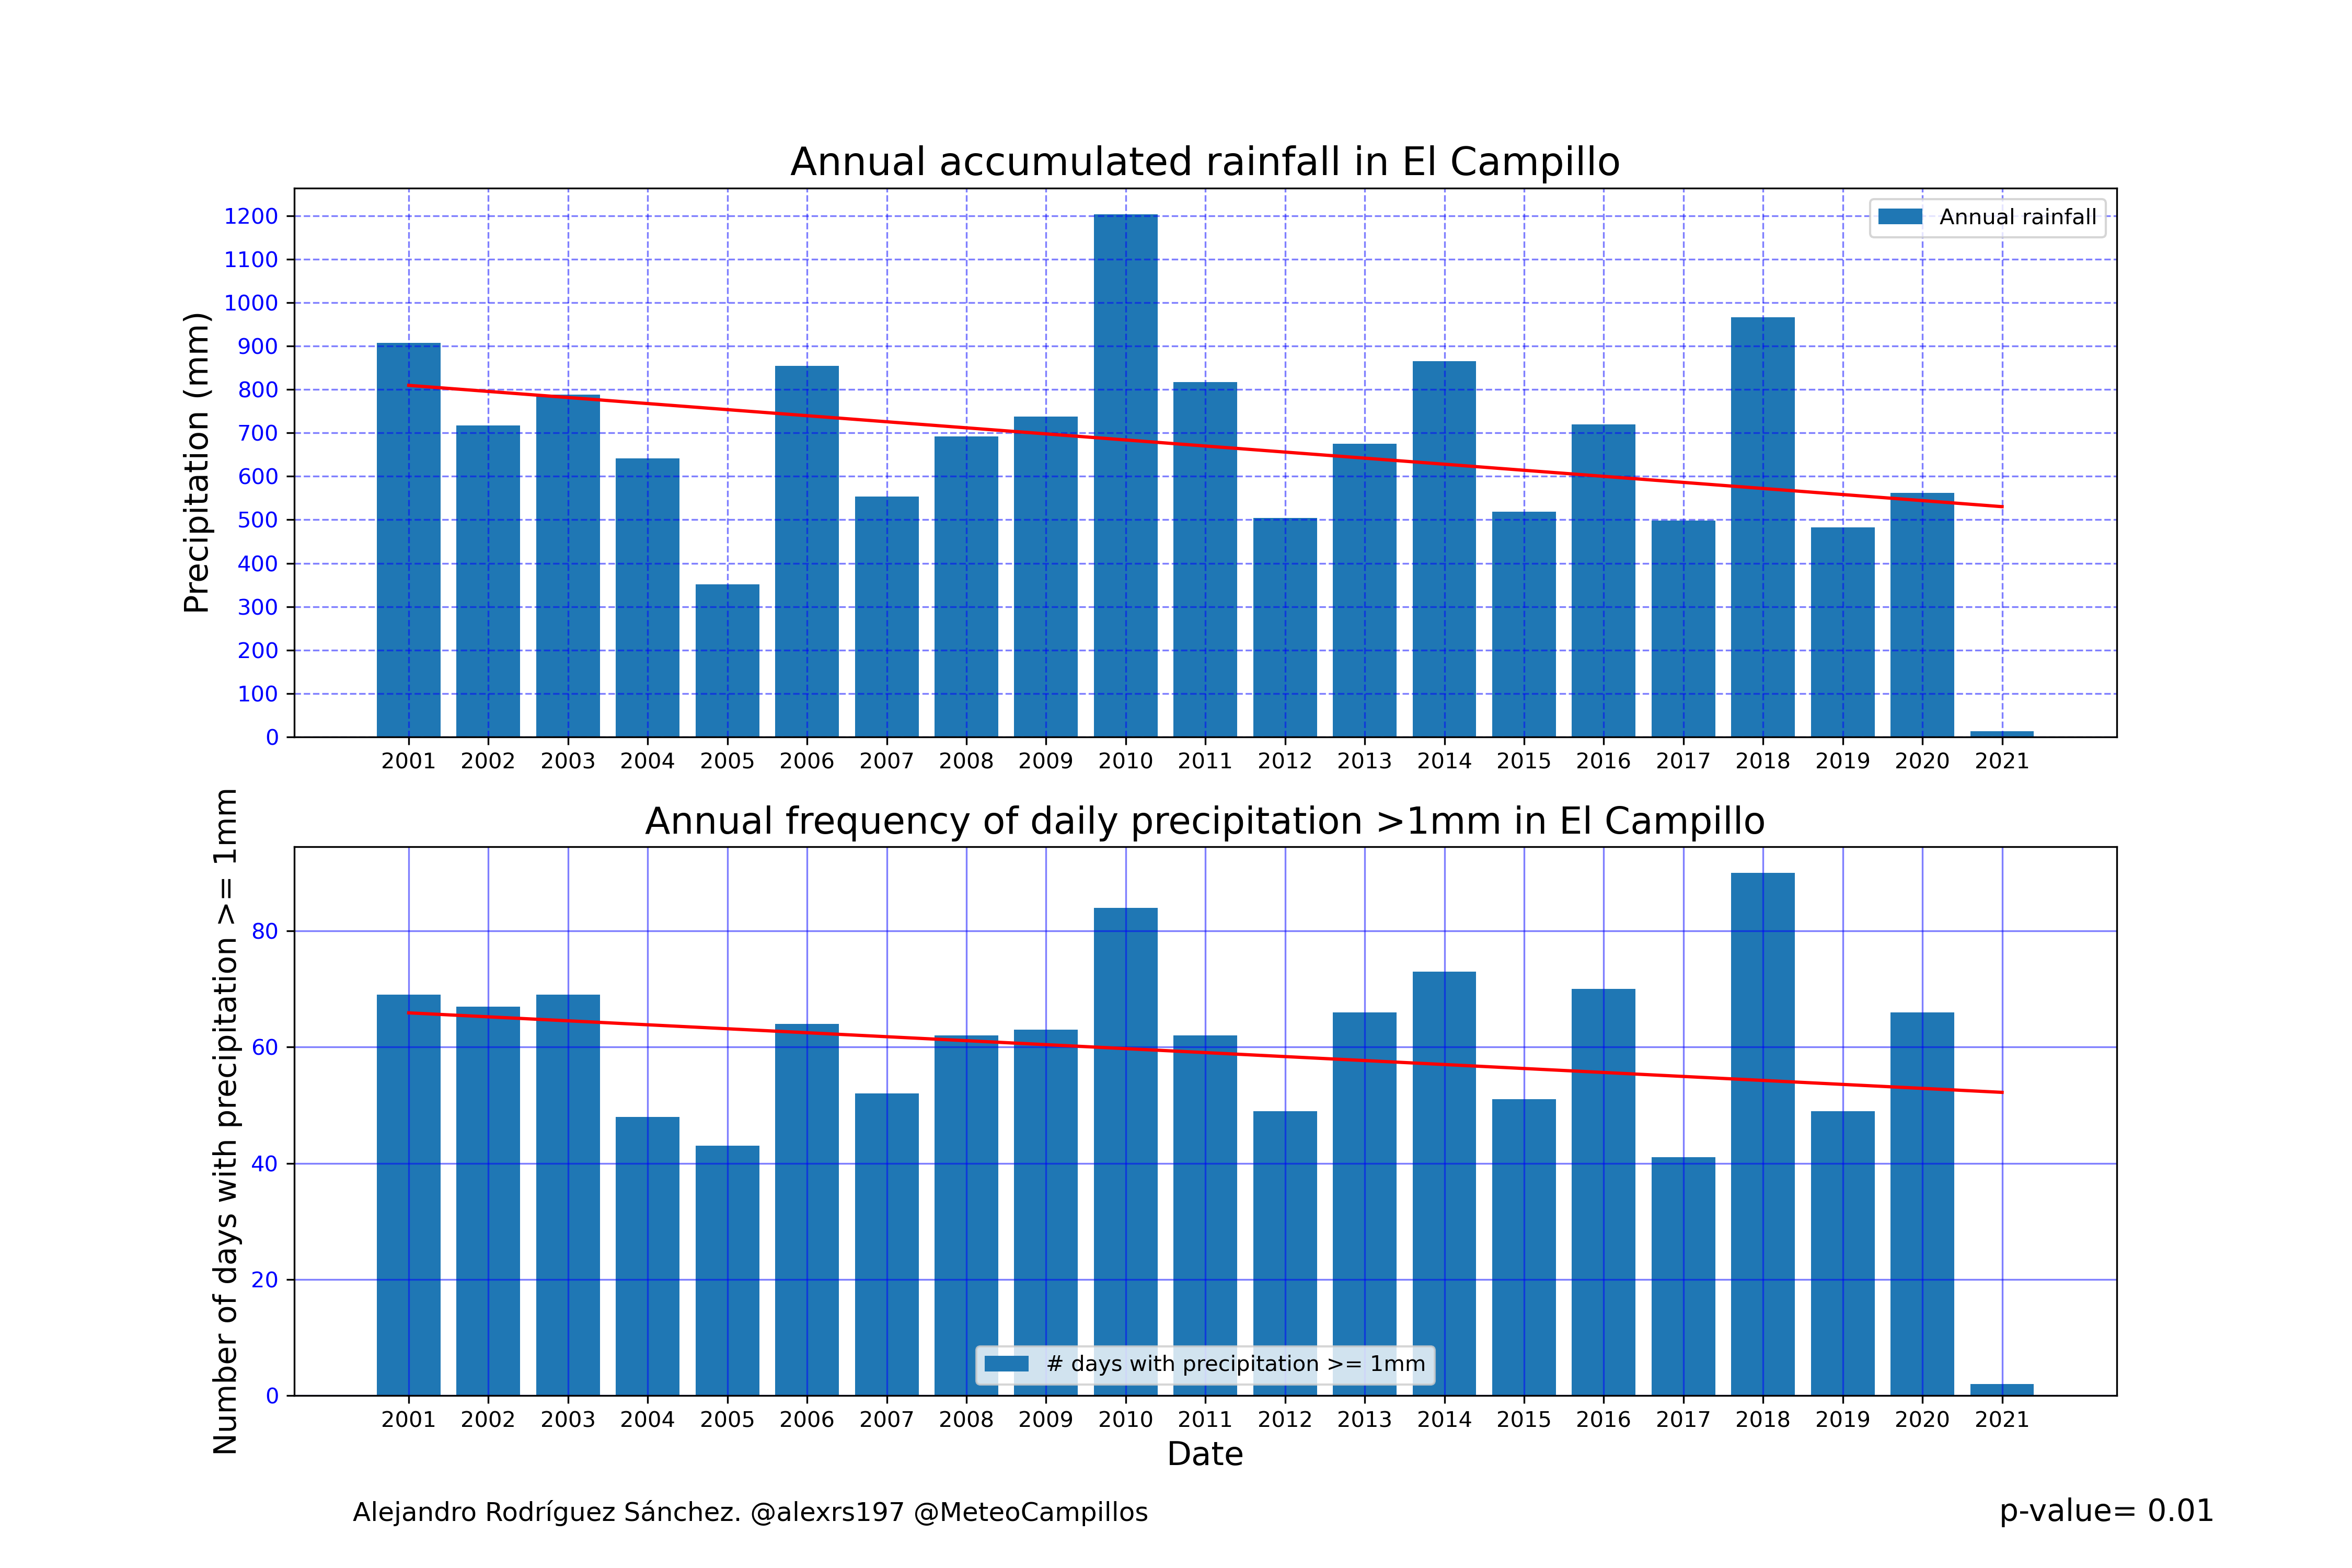 Annual accumulated rainfall in El Campillo
Precipitation (mm)
1200
1100
1000
900
800
700
600
500
400
300
200
100
0
Annual rainfall
2001 2002 2003 2004 2005 2006 2007 2008 2009 2010 2011 2012 2013 2014 2015 2016 2017 2018 2019 2020 2021
Annual frequency of daily precipitation >1mm in El Campillo
Number of days with precipitation >= 1mm
80
60
40
20
0
# days with precipitation >= 1mm
2001 2002 2003 2004 2005 2006 2007 2008 2009 2010 2011 2012 2013 2014 2015 2016 2017 2018 2019 2020 2021
Date
Alejandro Rodríguez Sánchez. @alexrs197 @MeteoCampillos
p-value= 0.01